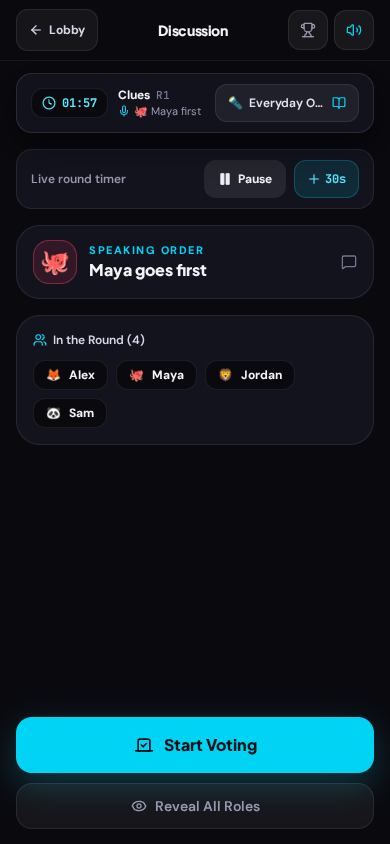 Lobby
Discussion
01:57
Clues R1
Maya first
Everyday O...
Live round timer
Pause
30s
SPEAKING ORDER
Maya goes first
In the Round (4)
Alex
Maya
Jordan
Sam
Start Voting
Reveal All Roles